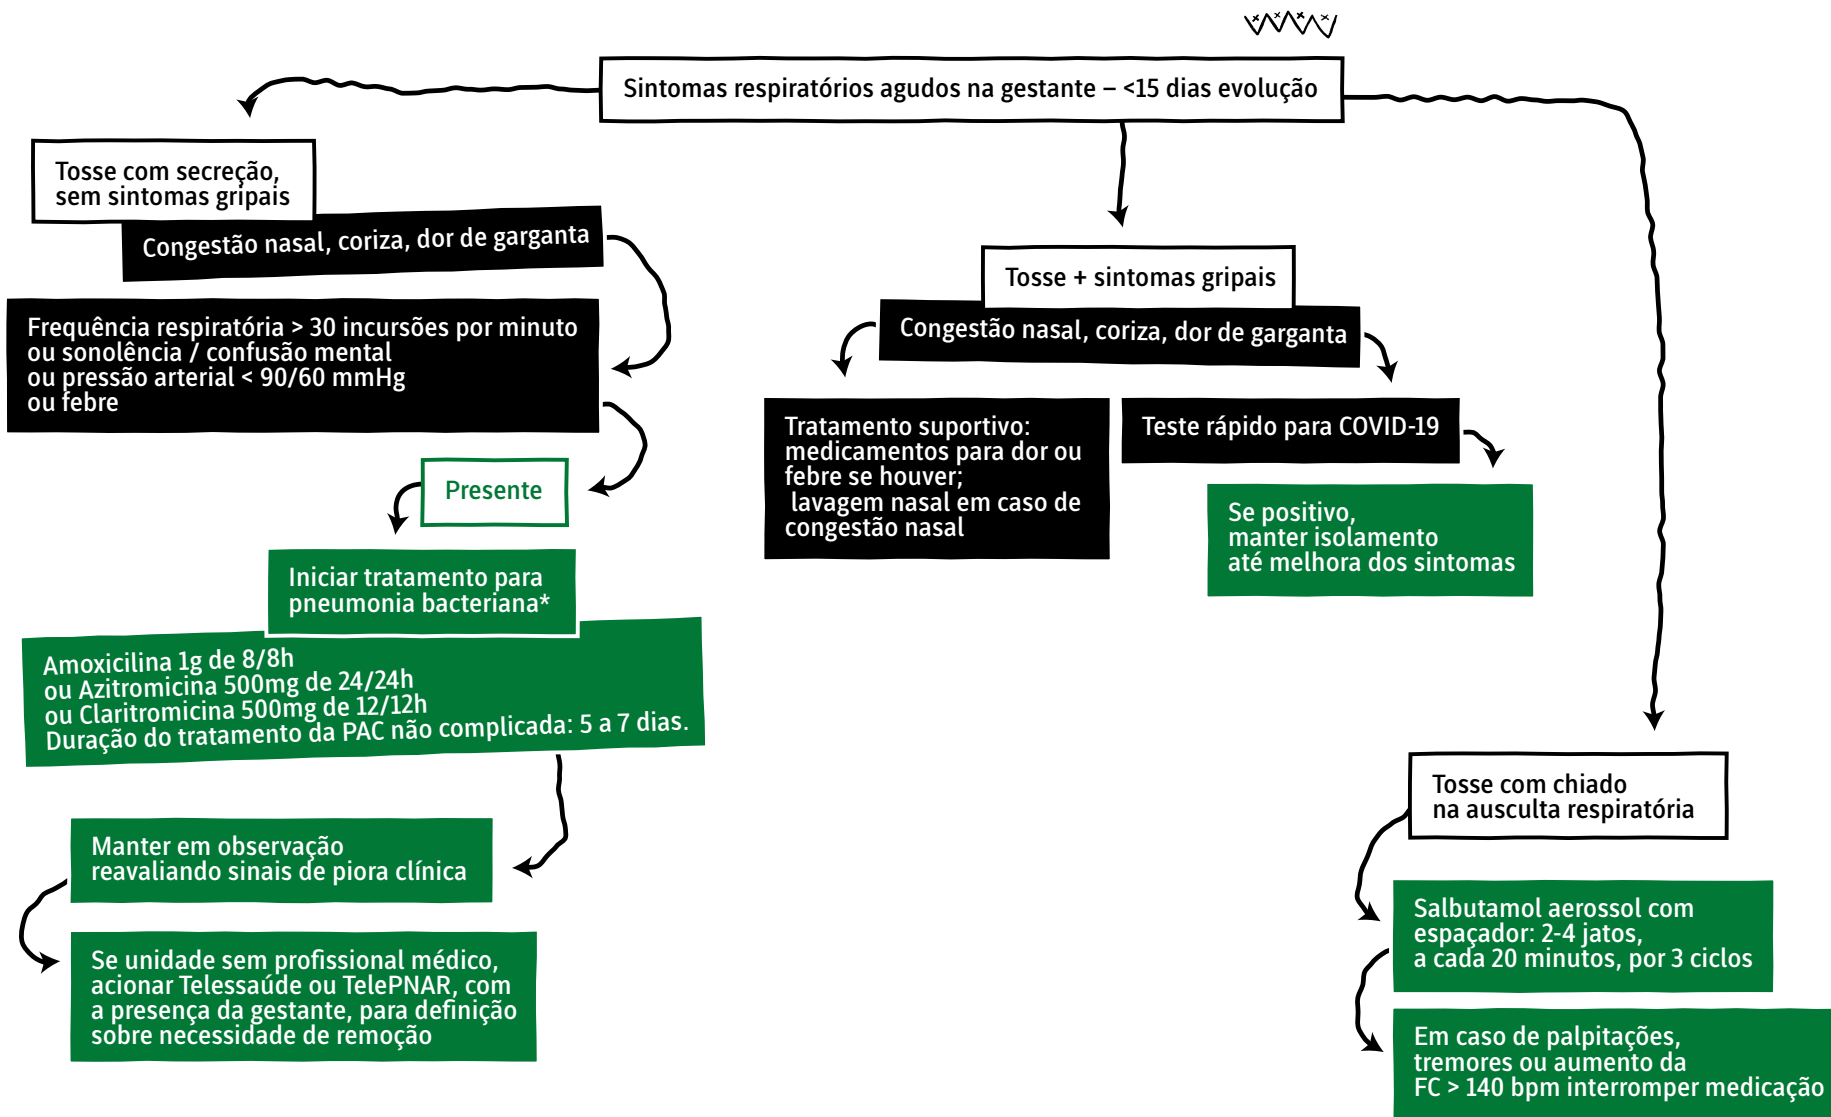 Sintomas respiratórios agudos na gestante – <15 dias evolução
Tosse com secreção,
sem sintomas gripais
Congestão nasal, coriza, dor de garganta
Frequência respiratória > 30 incursões por minuto
ou sonolência / confusão mental
ou pressão arterial < 90/60 mmHg
ou febre
Presente
Iniciar tratamento para
pneumonia bacteriana*
Amoxicilina 1g de 8/8h
ou Azitromicina 500mg de 24/24h
ou Claritromicina 500mg de 12/12h
Duração do tratamento da PAC não complicada: 5 a 7 dias.
Manter em observação
reavaliando sinais de piora clínica
Se unidade sem profissional médico,
acionar Telessaúde ou TelePNAR, com
a presença da gestante, para definição
sobre necessidade de remoção
Tosse + sintomas gripais
Congestão nasal, coriza, dor de garganta
Tratamento suportivo:
medicamentos para dor ou
febre se houver;
lavagem nasal em caso de
congestão nasal
Teste rápido para COVID-19
Se positivo,
manter isolamento
até melhora dos sintomas
Tosse com chiado
na ausculta respiratória
Salbutamol aerossol com
espaçador: 2-4 jatos,
a cada 20 minutos, por 3 ciclos
Em caso de palpitações,
tremores ou aumento da
FC > 140 bpm interromper medicação